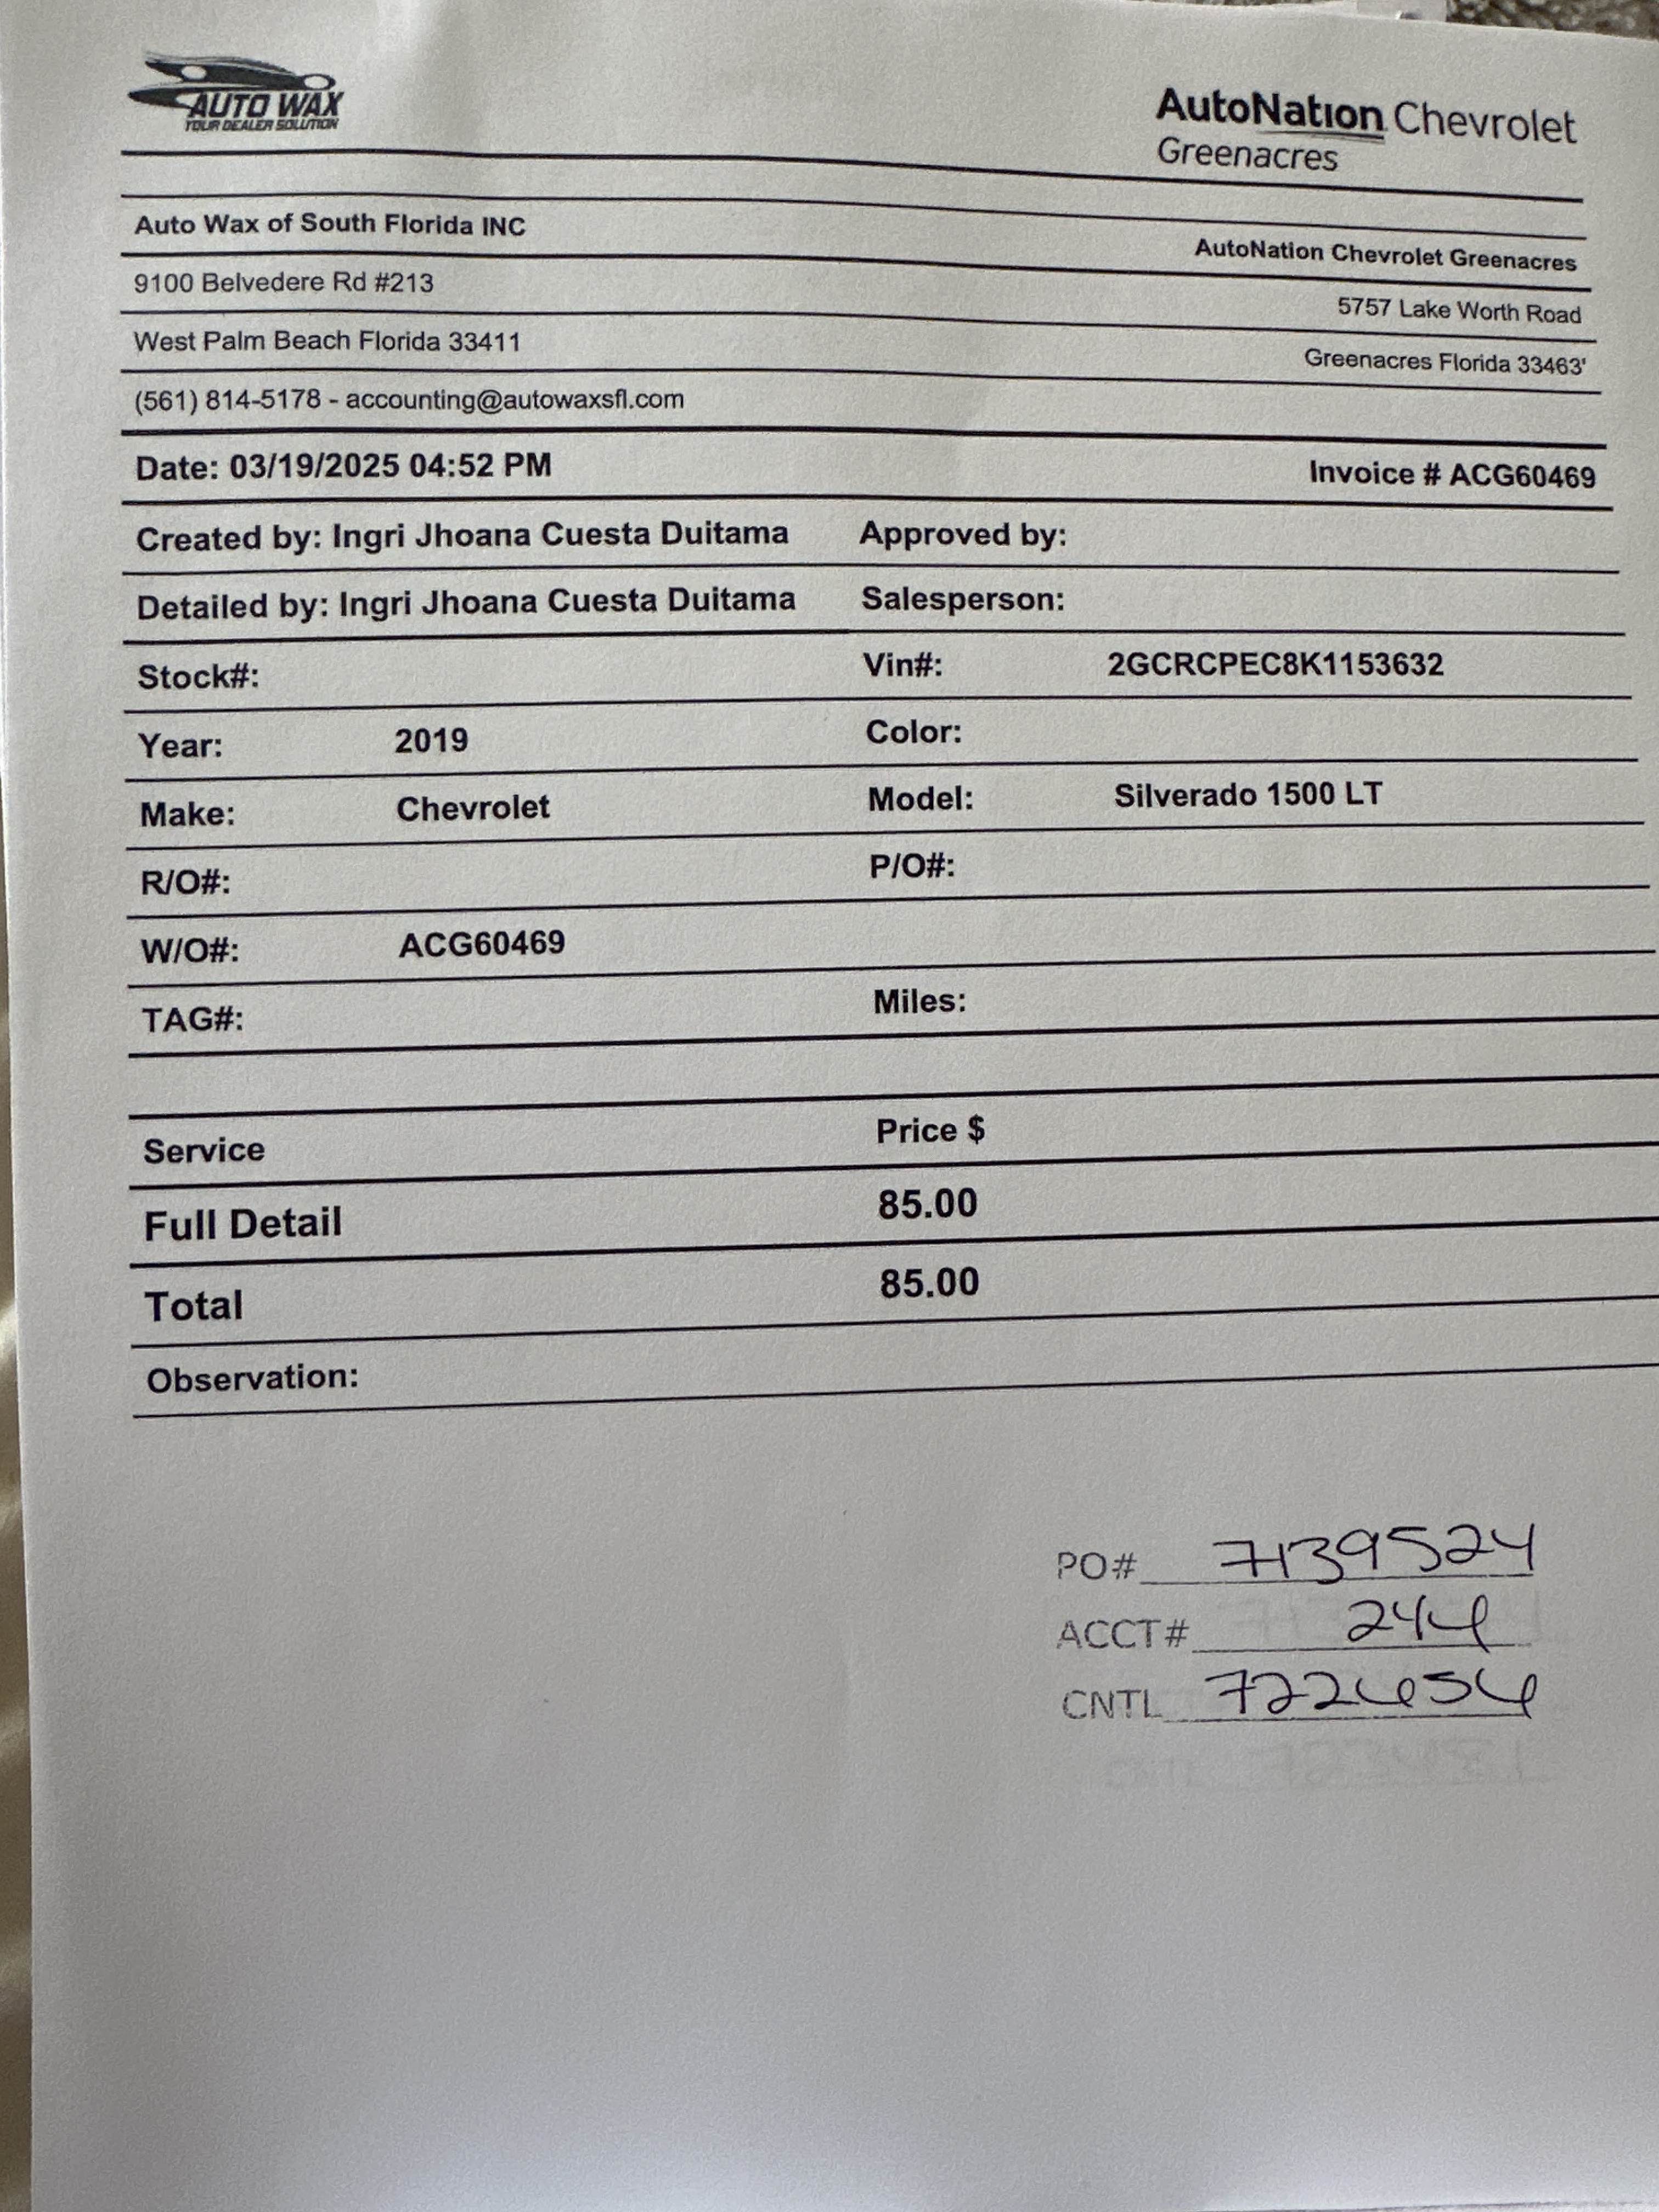 AUTO WAX
YOUR DEALER SOLUTION
AutoNation Chevrolet
Greenacres
Auto Wax of South Florida INC
AutoNation Chevrolet Greenacres
9100 Belvedere Rd #213
5757 Lake Worth Road
West Palm Beach Florida 33411
Greenacres Florida 33463'
(561) 814-5178 - accounting@autowaxsfl.com
Date: 03/19/2025 04:52 PM Invoice # ACG60469
Created by: Ingri Jhoana Cuesta Duitama Approved by:
Detailed by: Ingri Jhoana Cuesta Duitama Salesperson:
Stock#: Vin#: 2GCRCPEC8K1153632
Year: 2019 Color:
Make: Chevrolet Model: Silverado 1500 LT
R/O#: P/O#:
W/O#: ACG60469
TAG#: Miles:
Service Price $
Full Detail 85.00
Total 85.00
Observation:
PO# 7139524
ACCT# 244
CNTL